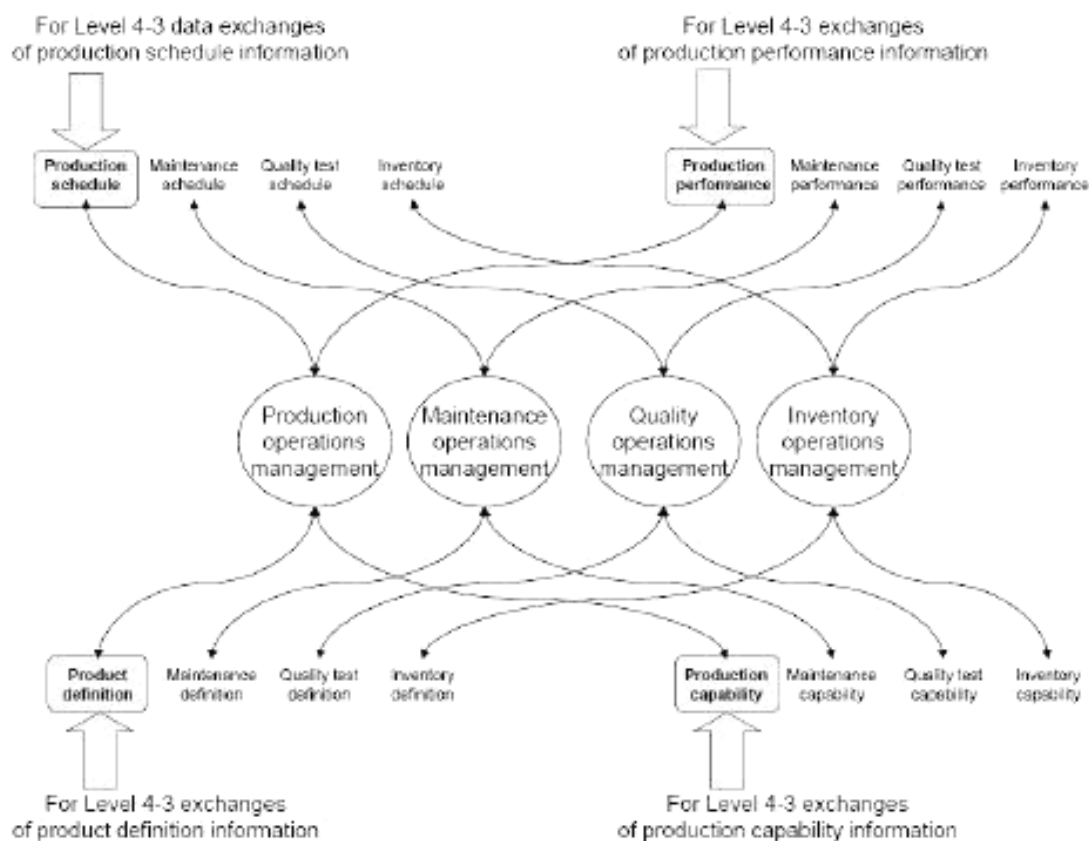 For Level 4-3 data exchanges
of production schedule information
For Level 4-3 exchanges
of production performance information
Production
schedule
Maintenance
schedule
Quality test
schedule
Inventory
schedule
Production
performance
Maintenance
performance
Quality test
performance
Inventory
performance
Production
operations
management
Maintenance
operations
management
Quality
operations
management
Inventory
operations
management
Product
definition
Maintenance
definition
Quality test
definition
Inventory
definition
Production
capability
Maintenance
capability
Quality test
capability
Inventory
capability
For Level 4-3 exchanges
of product definition information
For Level 4-3 exchanges
of production capability information